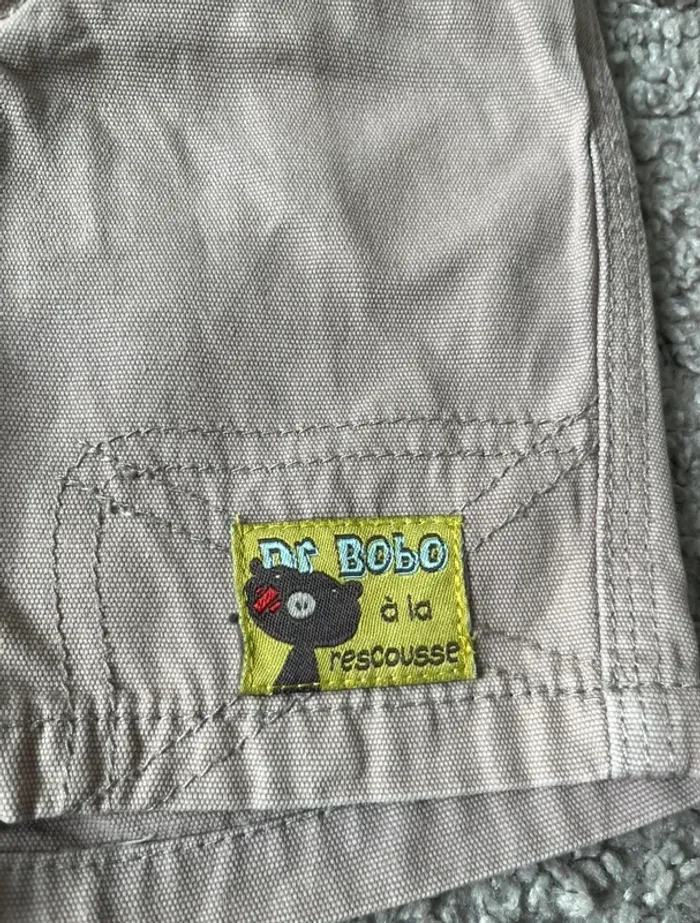 Dr Bobo
à la
rescousse